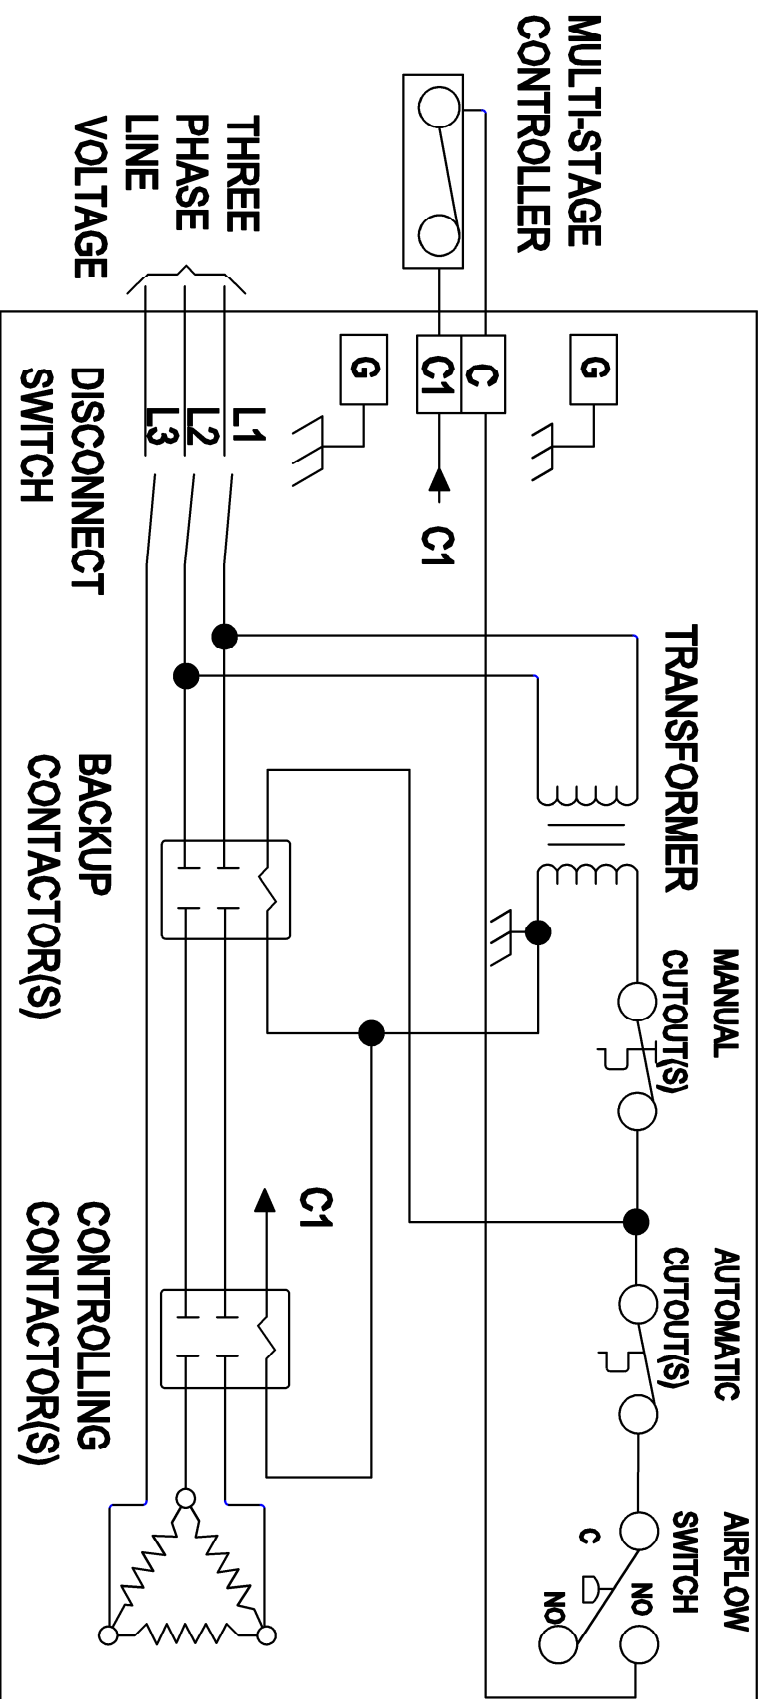 MULTI-STAGE
CONTROLLER
THREE
PHASE
LINE
VOLTAGE
G
C
C1
G
C1
L1
L2
L3
DISCONNECT
SWITCH
TRANSFORMER
BACKUP
CONTACTOR(S)
MANUAL
CUTOUT(S)
C1
CONTROLLING
CONTACTOR(S)
AUTOMATIC
CUTOUT(S)
AIRFLOW
SWITCH
C
NO
NO